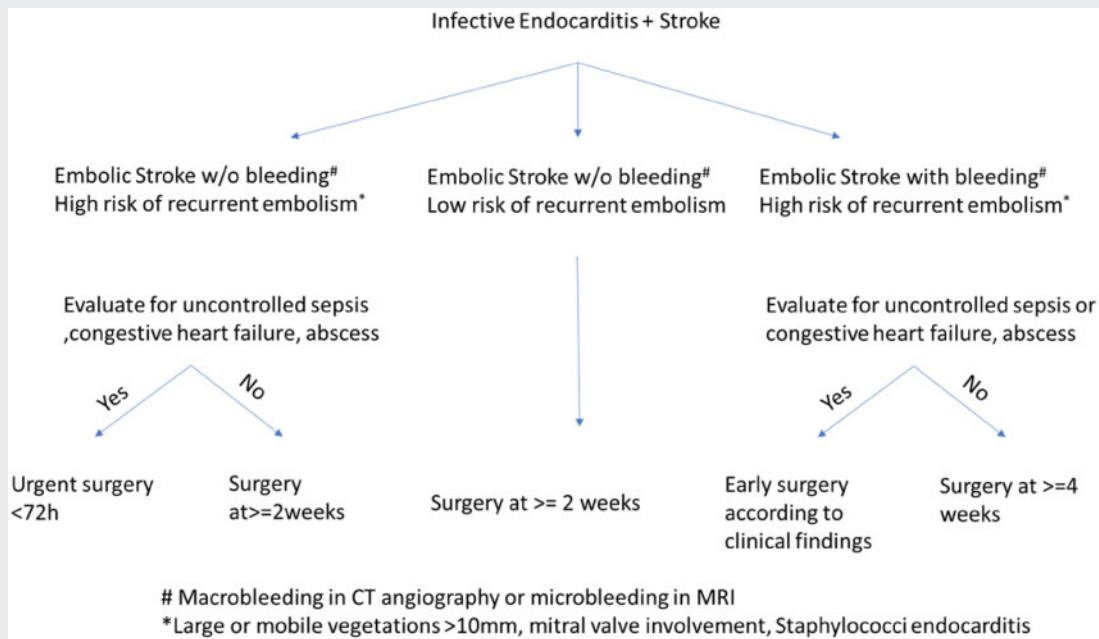 Infective Endocarditis + Stroke
Embolic Stroke w/o bleeding#
High risk of recurrent embolism*
Embolic Stroke w/o bleeding#
Low risk of recurrent embolism
Embolic Stroke with bleeding#
High risk of recurrent embolism*
Evaluate for uncontrolled sepsis
,congestive heart failure, abscess
Evaluate for uncontrolled sepsis or
congestive heart failure, abscess
Yes
No
Yes
No
Urgent surgery
<72h
Surgery
at>=2weeks
Surgery at >= 2 weeks
Early surgery
according to
clinical findings
Surgery at >=4
weeks
# Macrobleeding in CT angiography or microbleeding in MRI
*Large or mobile vegetations >10mm, mitral valve involvement, Staphylococci endocarditis